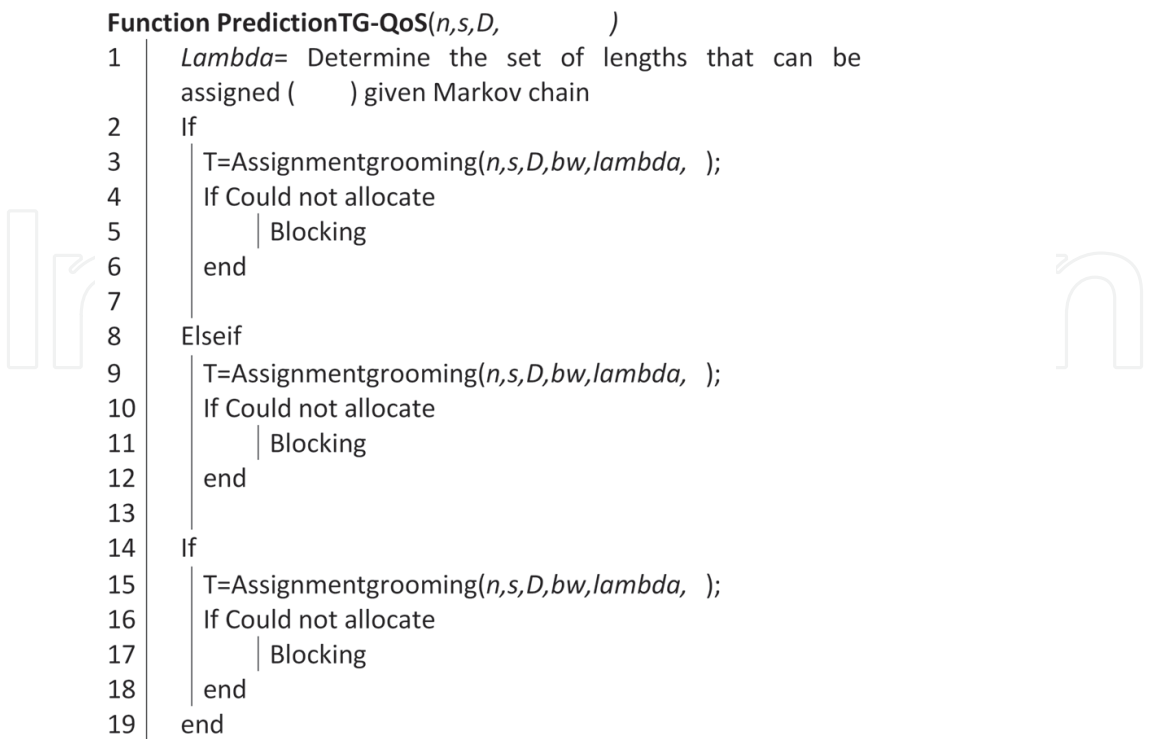 Function PredictionTG-QoS(n,s,D, )
1 Lambda= Determine the set of lengths that can be
assigned ( ) given Markov chain
2 If
3 T=Assignmentgrooming(n,s,D,bw,lambda, );
4 If Could not allocate
5 Blocking
6 end
7
8 Elseif
9 T=Assignmentgrooming(n,s,D,bw,lambda, );
10 If Could not allocate
11 Blocking
12 end
13
14 If
15 T=Assignmentgrooming(n,s,D,bw,lambda, );
16 If Could not allocate
17 Blocking
18 end
19 end